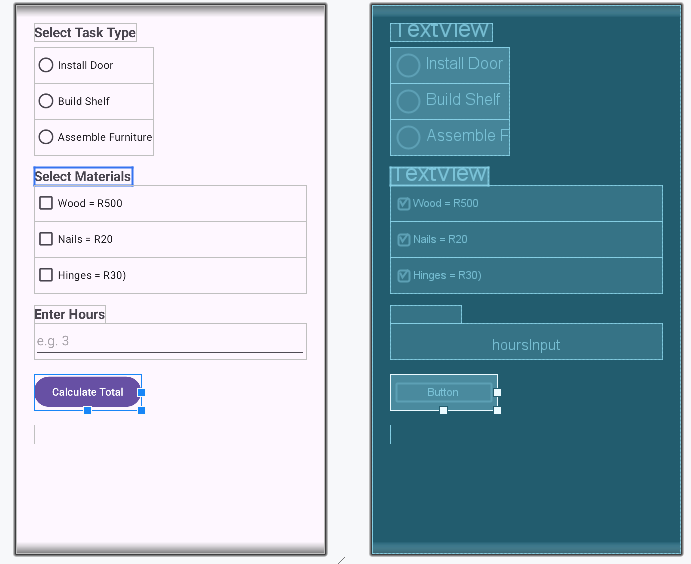 Select Task Type
Install Door
Build Shelf
Assemble Furniture
Select Materials
Wood = R500
Nails = R20
Hinges = R30)
Enter Hours
e.g. 3
Calculate Total
TextView
Install Door
Build Shelf
Assemble F
TextView
Wood = R500
Nails = R20
Hinges = R30)
hoursInput
Button